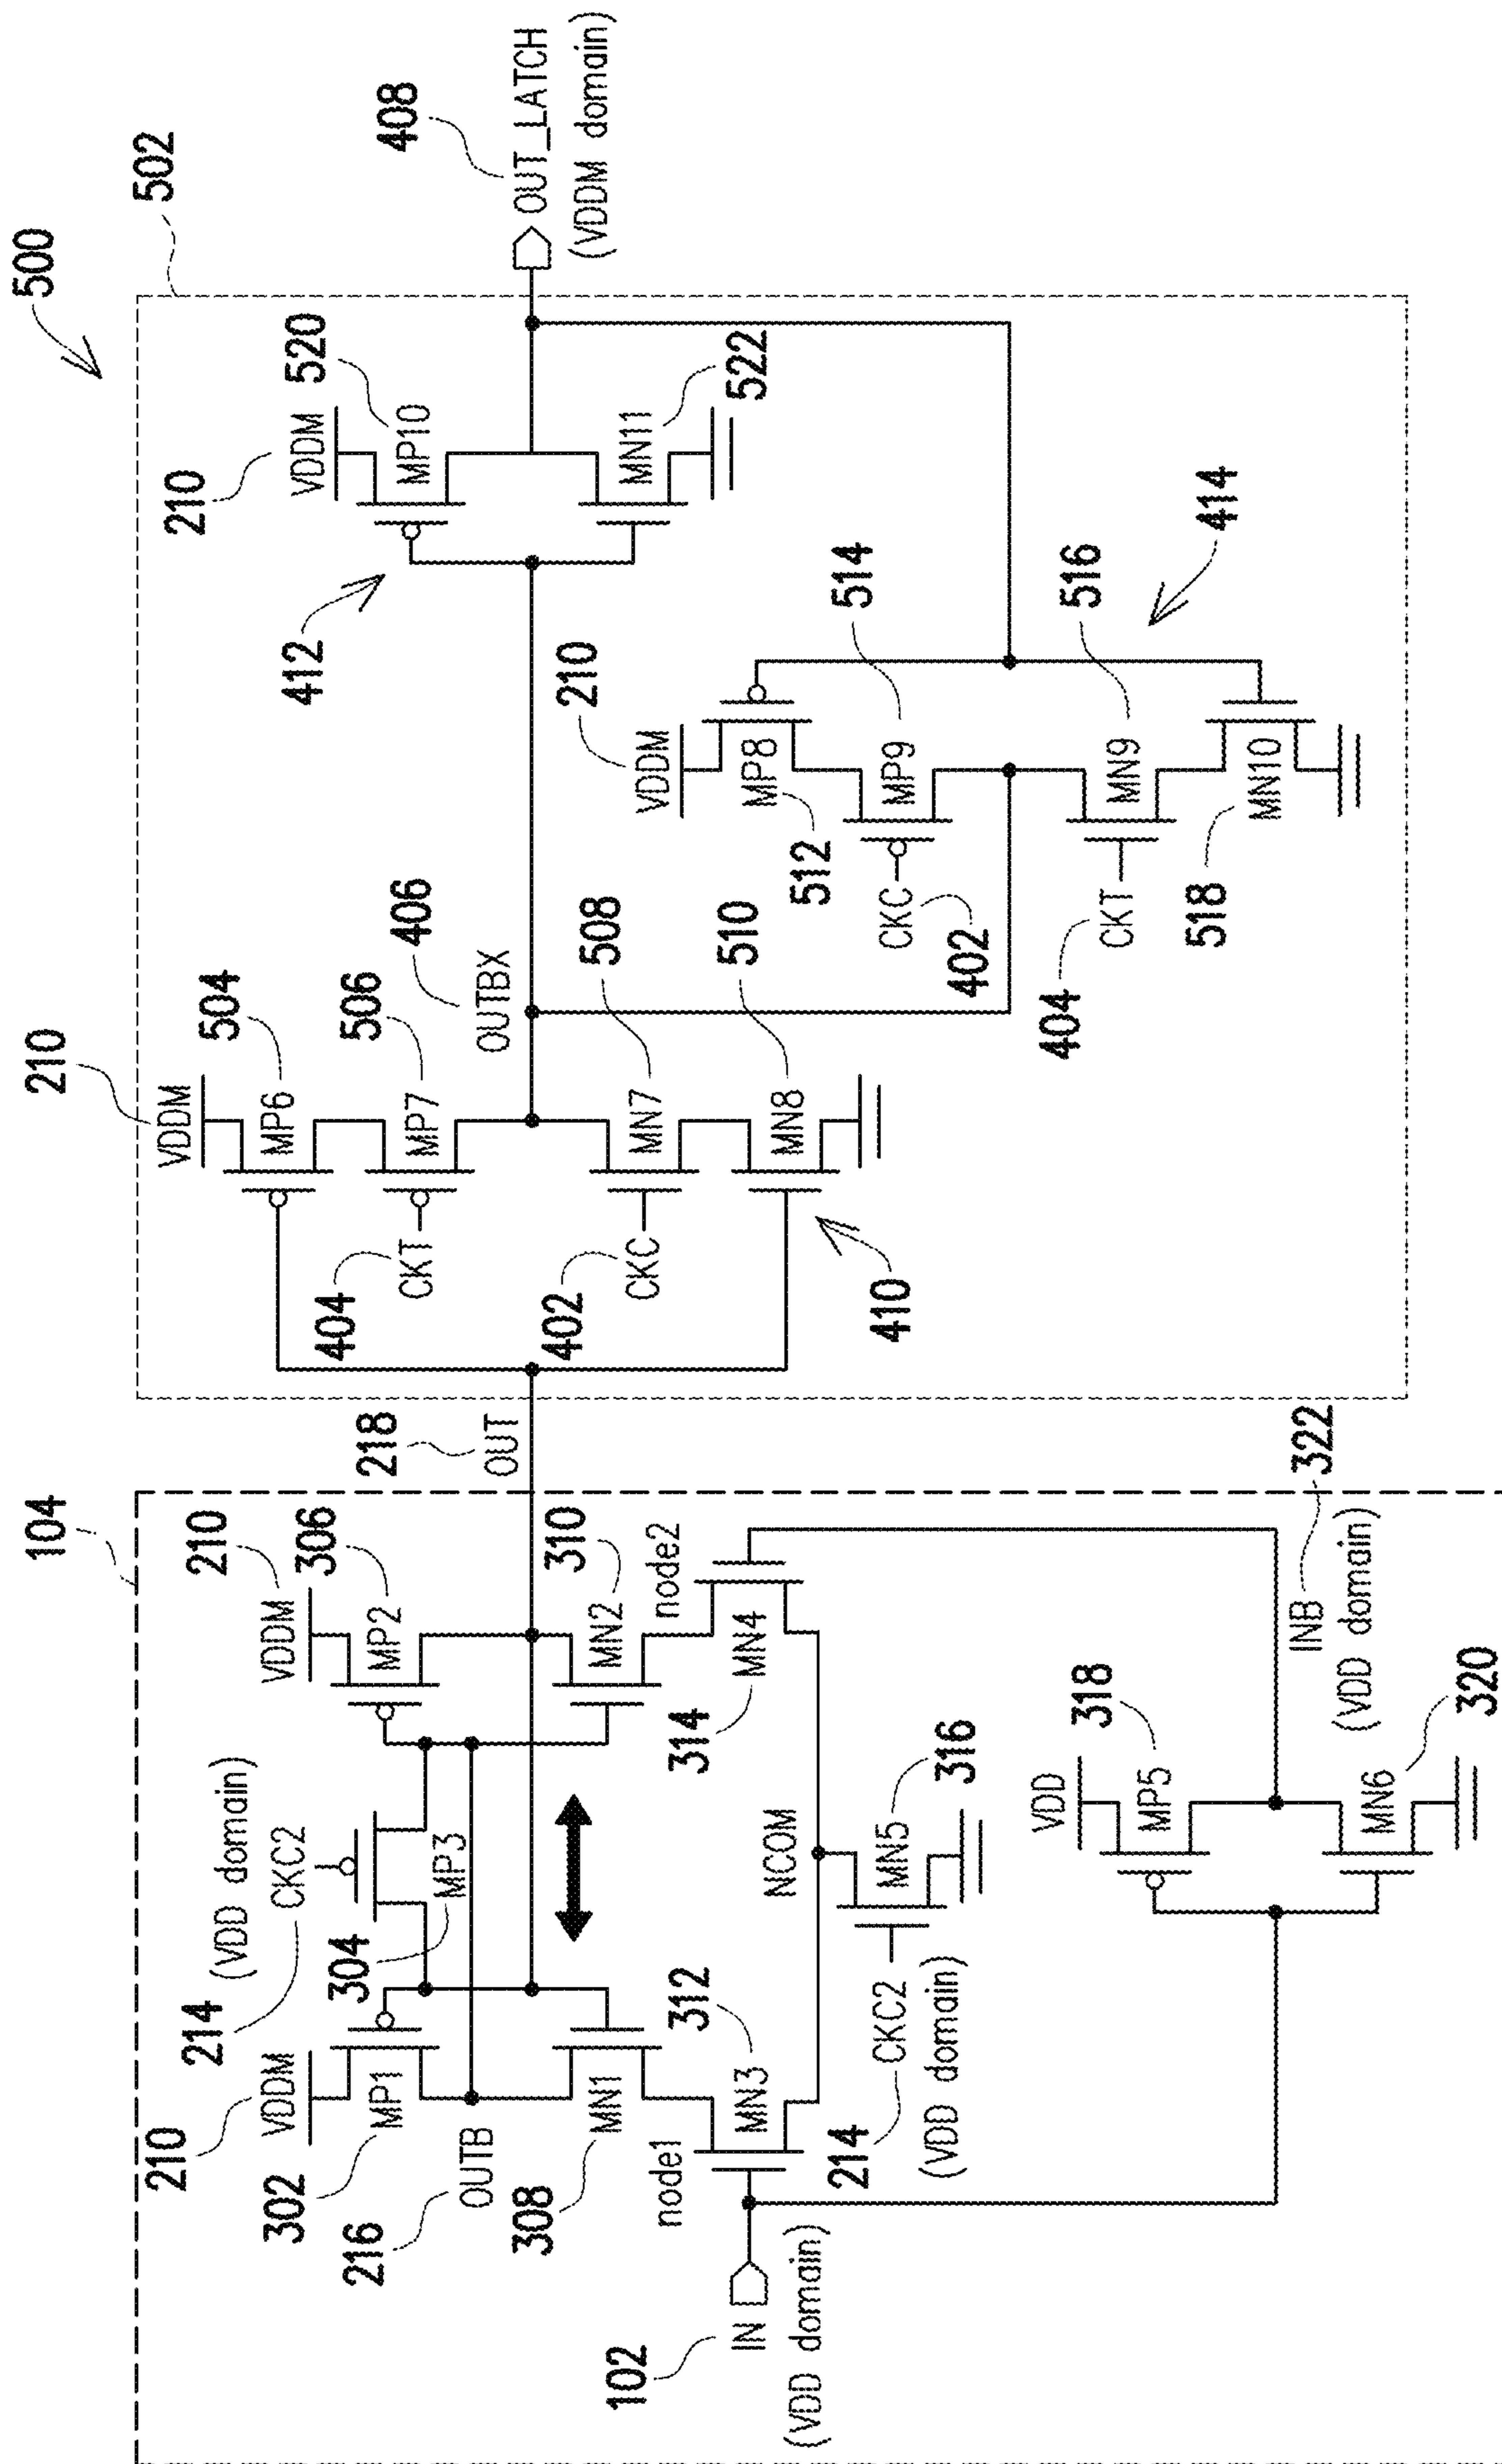 500
104
502
210
504
VDDM
MP6
404
CKT
506
MP7
406
OUTBX
402
CKC
508
MN7
510
MN8
410
210
VDDM
520
MP10
412
522
MN11
408
OUT_LATCH
(VDDM domain)
210
VDDM
512
MP8
514
MP9
402
CKC
516
MN9
404
CKT
518
MN10
414
218
OUT
210
VDDM
302
MP1
214
CKC2
(VDD domain)
304
MP3
210
VDDM
306
MP2
216
OUTB
308
MN1
310
MN2
node1
node2
312
MN3
314
MN4
NCOM
316
MN5
214
CKC2
(VDD domain)
102
IN
(VDD domain)
VDD
318
MP5
320
MN6
322
INB
(VDD domain)